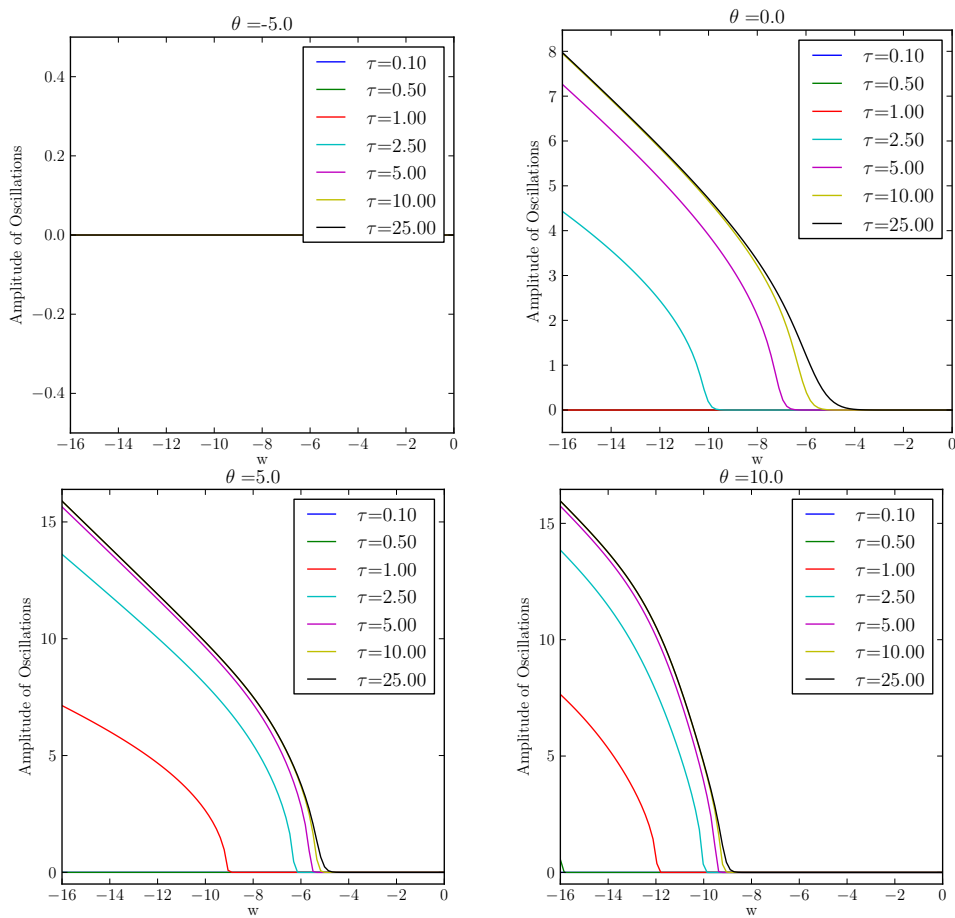 θ =-5.0
Amplitude of Oscillations
0.4
0.2
0.0
−0.2
−0.4
τ=0.10
τ=0.50
τ=1.00
τ=2.50
τ=5.00
τ=10.00
τ=25.00
−16 −14 −12 −10 −8 −6 −4 −2 0
w
θ =0.0
Amplitude of Oscillations
8
7
6
5
4
3
2
1
0
τ=0.10
τ=0.50
τ=1.00
τ=2.50
τ=5.00
τ=10.00
τ=25.00
−16 −14 −12 −10 −8 −6 −4 −2 0
w
θ =5.0
Amplitude of Oscillations
15
10
5
0
τ=0.10
τ=0.50
τ=1.00
τ=2.50
τ=5.00
τ=10.00
τ=25.00
−16 −14 −12 −10 −8 −6 −4 −2 0
w
θ =10.0
Amplitude of Oscillations
15
10
5
0
τ=0.10
τ=0.50
τ=1.00
τ=2.50
τ=5.00
τ=10.00
τ=25.00
−16 −14 −12 −10 −8 −6 −4 −2 0
w